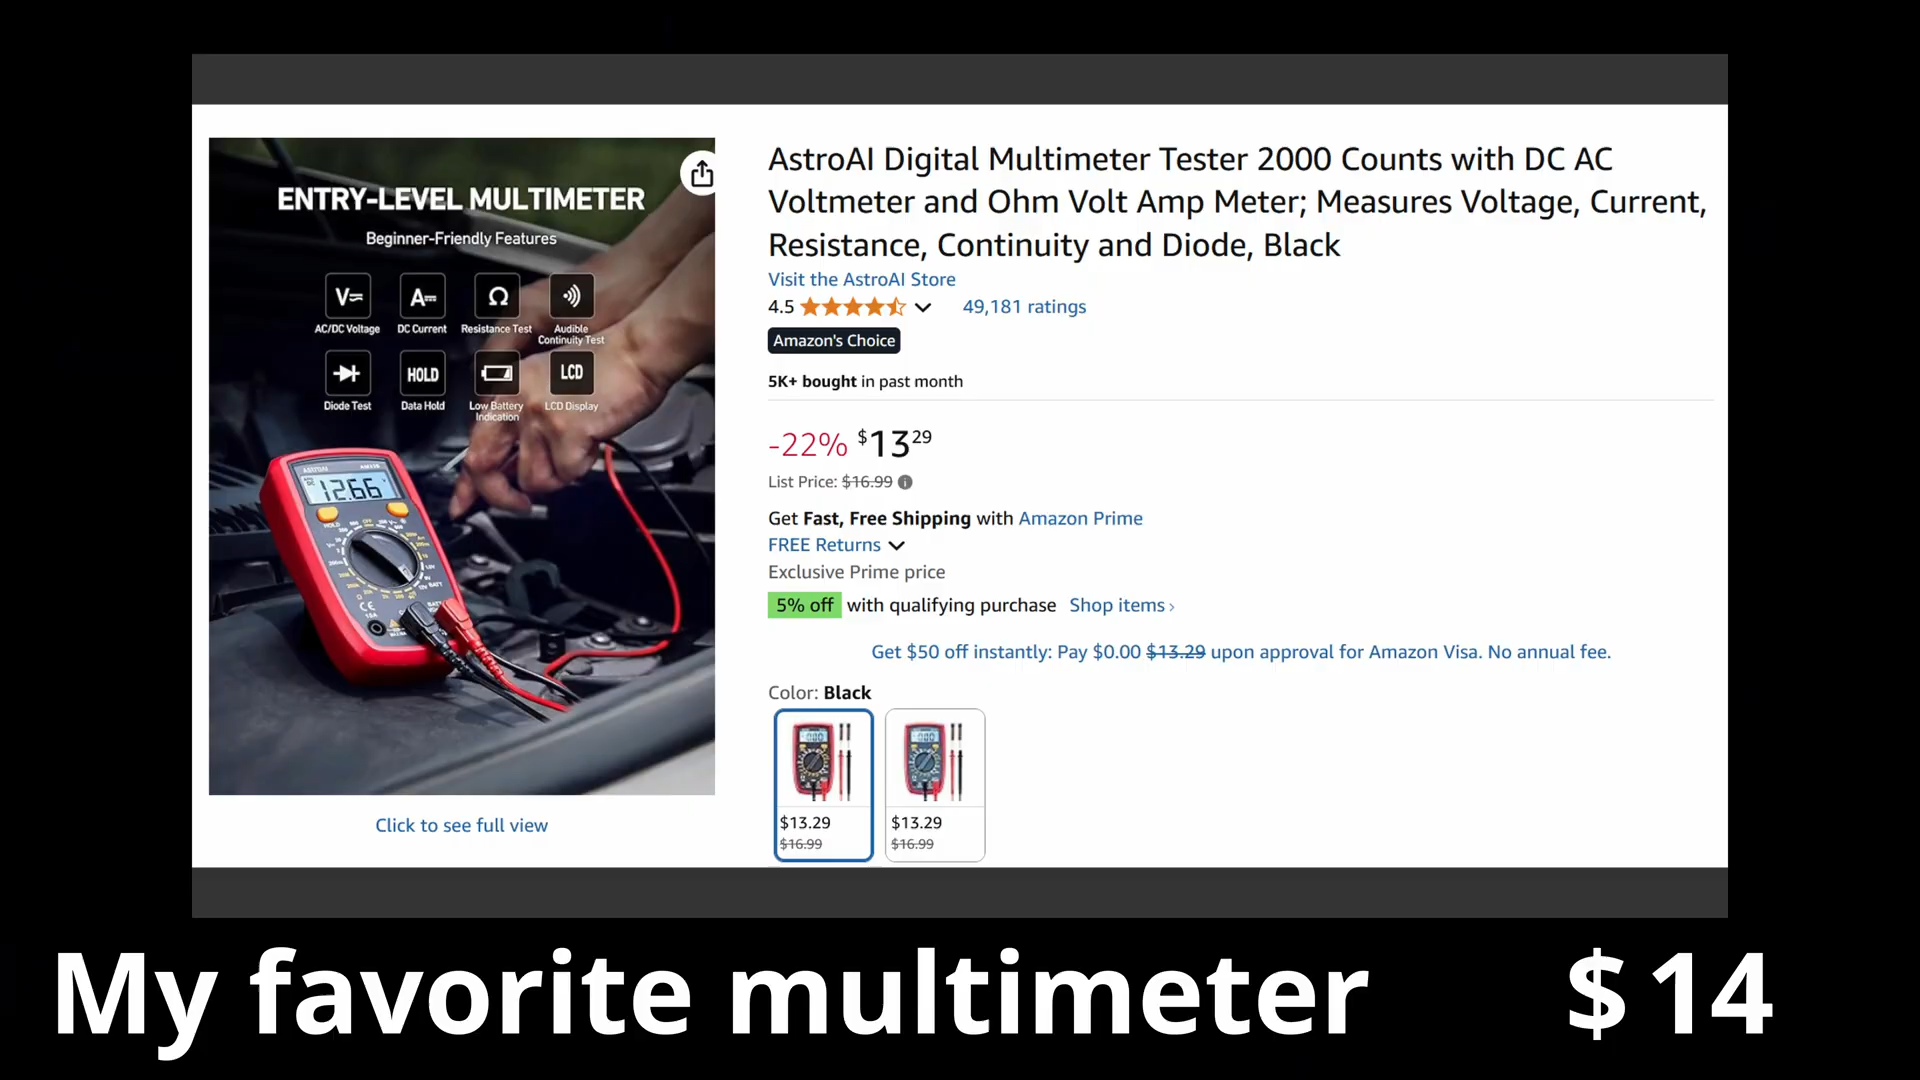 ENTRY-LEVEL MULTIMETER
Beginner-Friendly Features
AC/DC Voltage
DC Current
Resistance Test
Audible
Continuity Test
HOLD
LCD
Diode Test
Data Hold
Low Battery
Indication
LCD Display
ASTROAI
12.66
HOLD
Click to see full view
AstroAI Digital Multimeter Tester 2000 Counts with DC AC
Voltmeter and Ohm Volt Amp Meter; Measures Voltage, Current,
Resistance, Continuity and Diode, Black
Visit the AstroAI Store
4.5 49,181 ratings
Amazon's Choice
5K+ bought in past month
-22% $13 29
List Price: $16.99
Get Fast, Free Shipping with Amazon Prime
FREE Returns
Exclusive Prime price
5% off with qualifying purchase Shop items ›
Get $50 off instantly: Pay $0.00 $13.29 upon approval for Amazon Visa. No annual fee.
Color: Black
$13.29 $13.29
$16.99 $16.99
My favorite multimeter $14